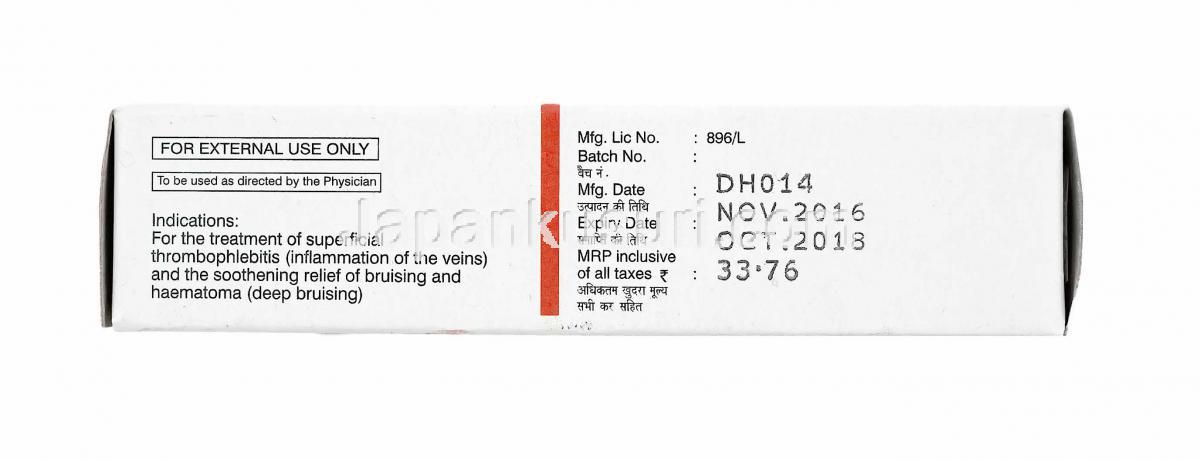 FOR EXTERNAL USE ONLY
To be used as directed by the Physician
Indications:
For the treatment of superficial
thrombophlebitis (inflammation of the veins)
and the soothening relief of bruising and
haematoma (deep bruising)
Mfg. Lic No. : 896/L
Batch No. : DH014
बैच नं.
Mfg. Date : NOV.2016
उत्पादन की तिथि
Expiry Date : OCT.2018
समाप्ति की तिथि
MRP inclusive
of all taxes ₹ : 33.76
अधिकतम खुदरा मूल्य
सभी कर सहित
Japankusuri.com